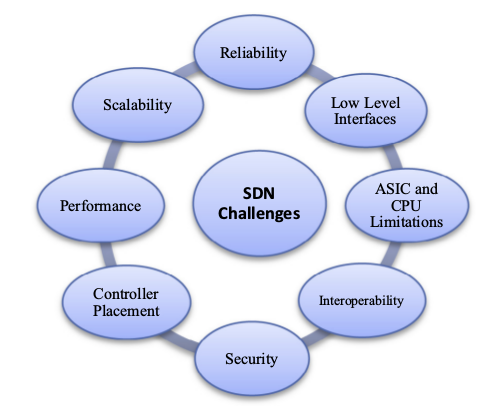 Reliability
Scalability
Low Level
Interfaces
SDN
Challenges
Performance
ASIC and
CPU
Limitations
Controller
Placement
Interoperability
Security